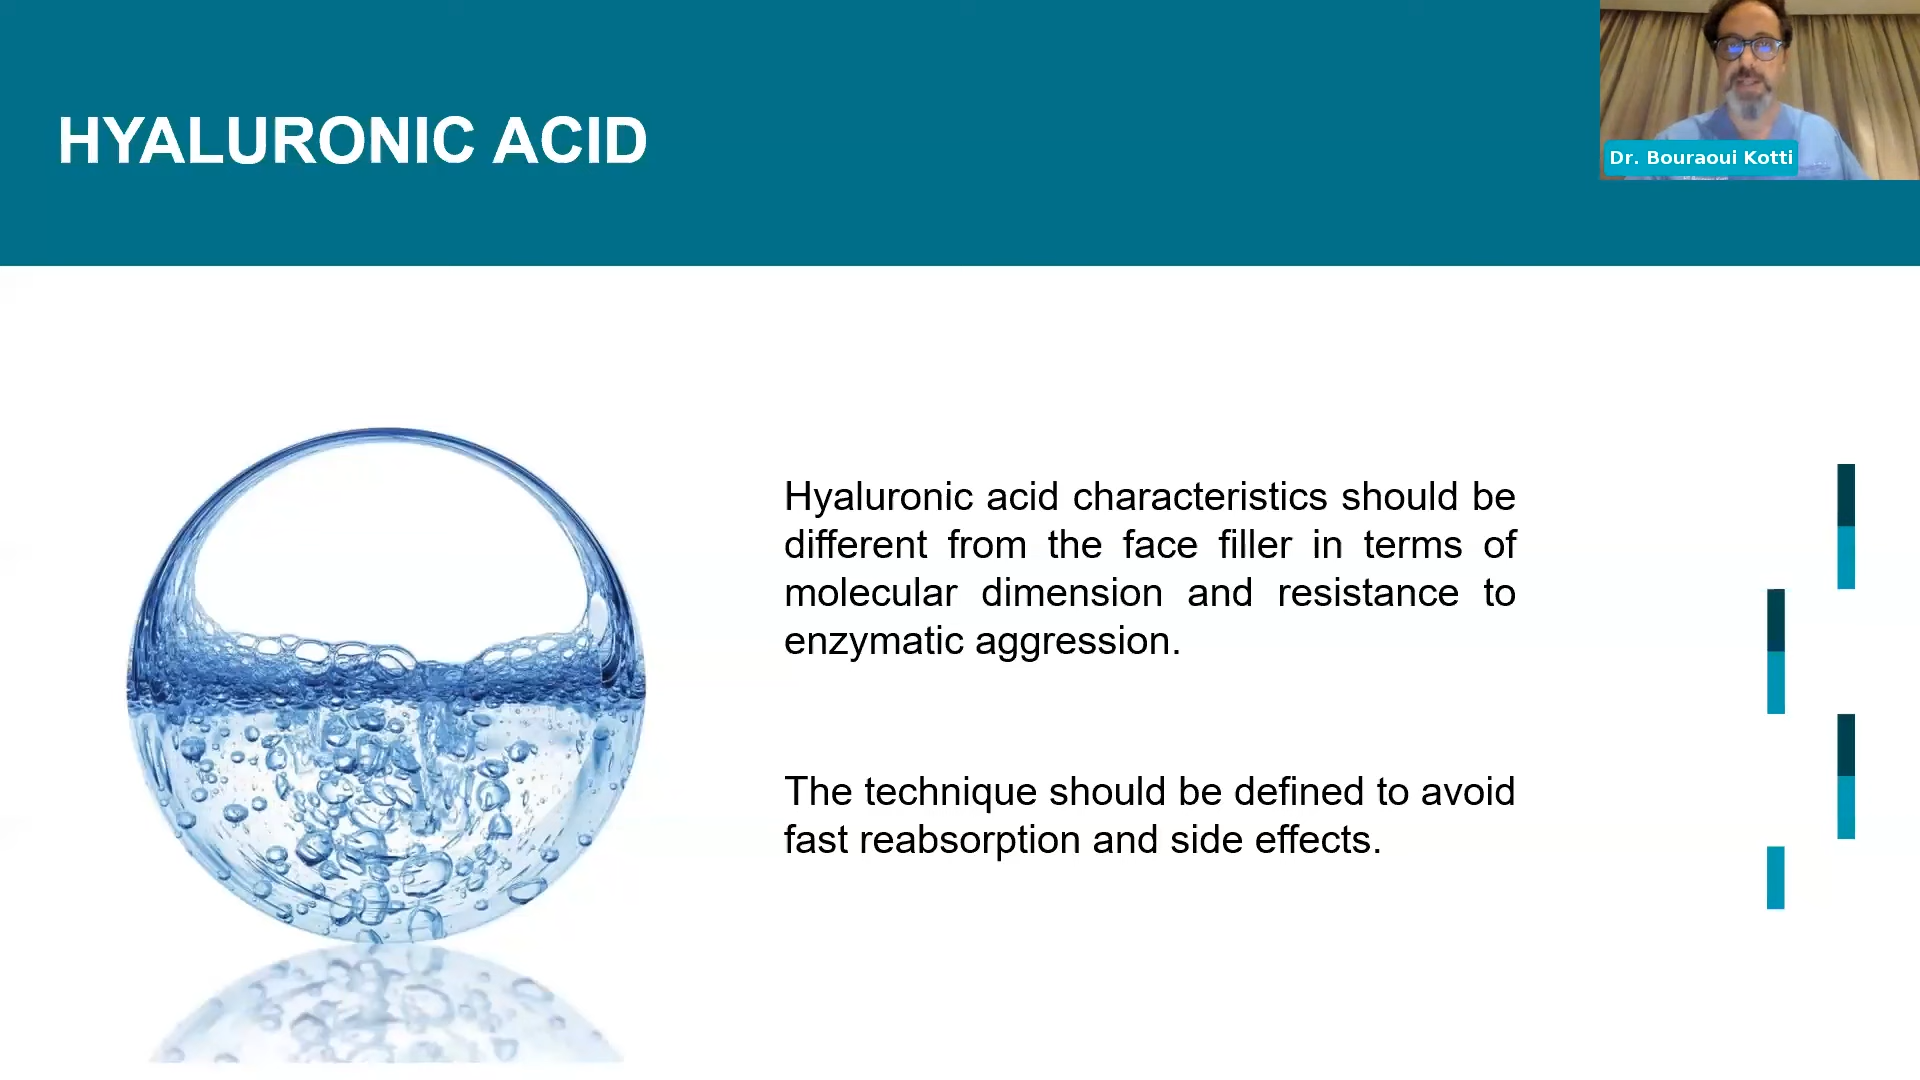 HYALURONIC ACID
Dr. Bouraoui Kotti
Hyaluronic acid characteristics should be
different from the face filler in terms of
molecular dimension and resistance to
enzymatic aggression.
The technique should be defined to avoid
fast reabsorption and side effects.